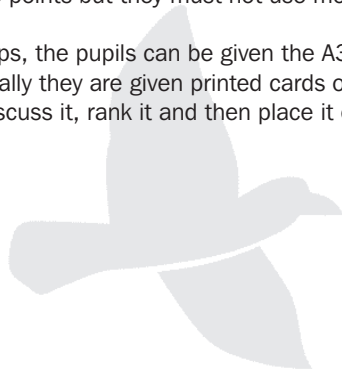 points but they must not use me
ps, the pupils can be given the A3
ally they are given printed cards o
scuss it, rank it and then place it